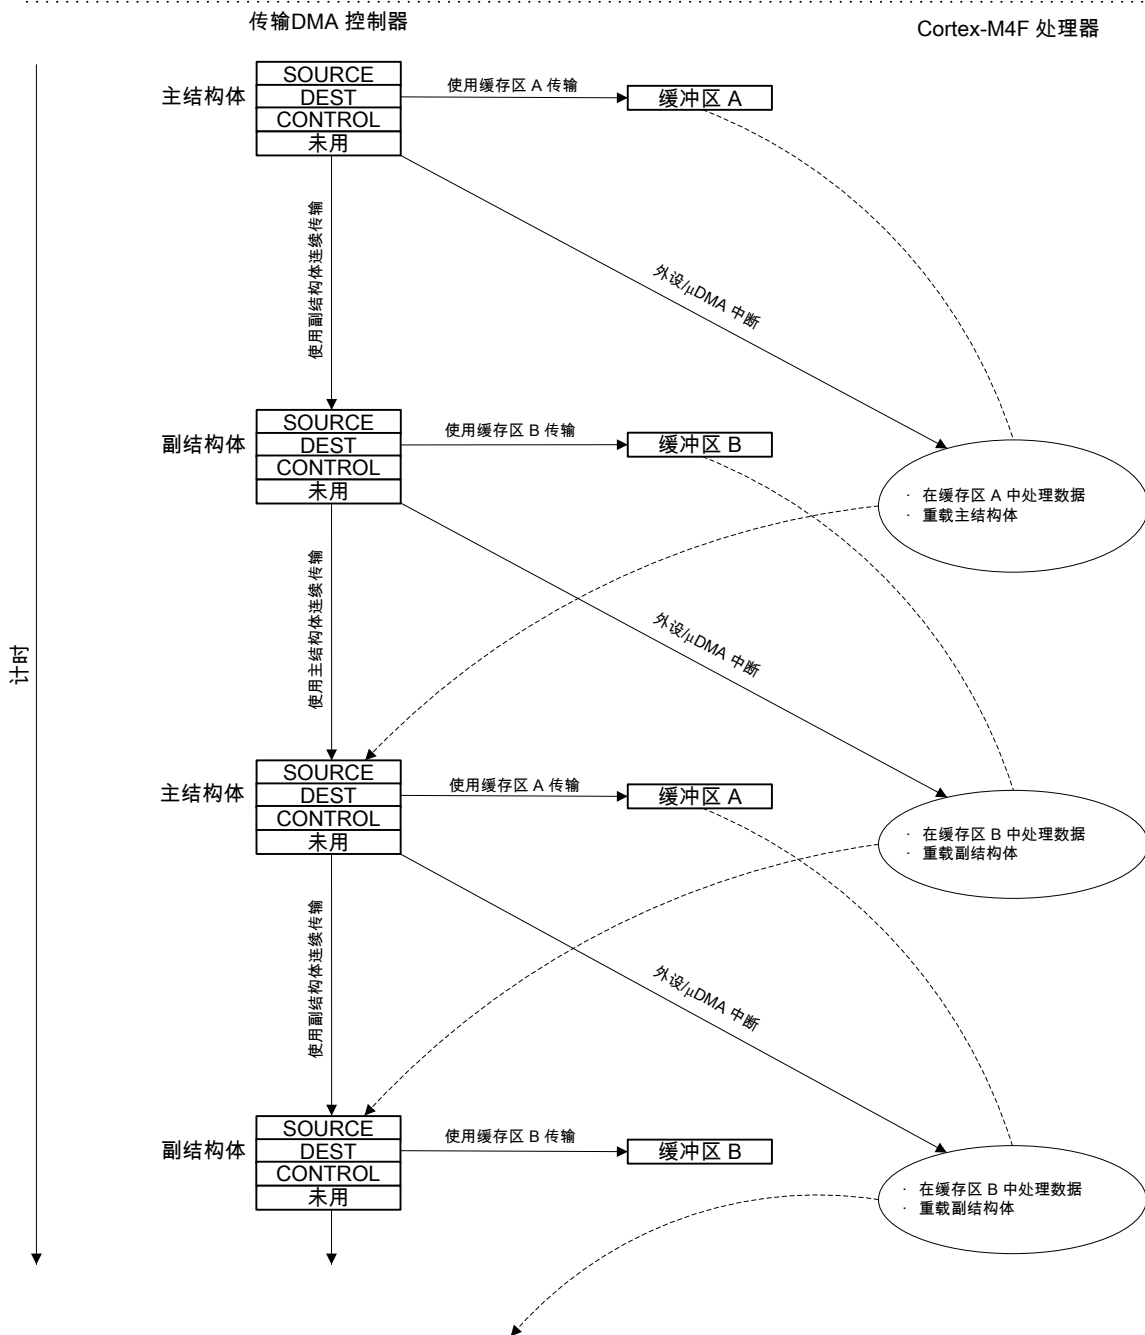 传输DMA 控制器
Cortex-M4F 处理器
主结构体
SOURCE
DEST
CONTROL
未用
使用缓存区 A 传输
缓冲区 A
使用副结构体连续传输
外设/μDMA 中断
副结构体
SOURCE
DEST
CONTROL
未用
使用缓存区 B 传输
缓冲区 B
· 在缓存区 A 中处理数据
· 重载主结构体
使用主结构体连续传输
外设/μDMA 中断
计时
主结构体
SOURCE
DEST
CONTROL
未用
使用缓存区 A 传输
缓冲区 A
· 在缓存区 B 中处理数据
· 重载副结构体
使用副结构体连续传输
外设/μDMA 中断
副结构体
SOURCE
DEST
CONTROL
未用
使用缓存区 B 传输
缓冲区 B
· 在缓存区 B 中处理数据
· 重载副结构体